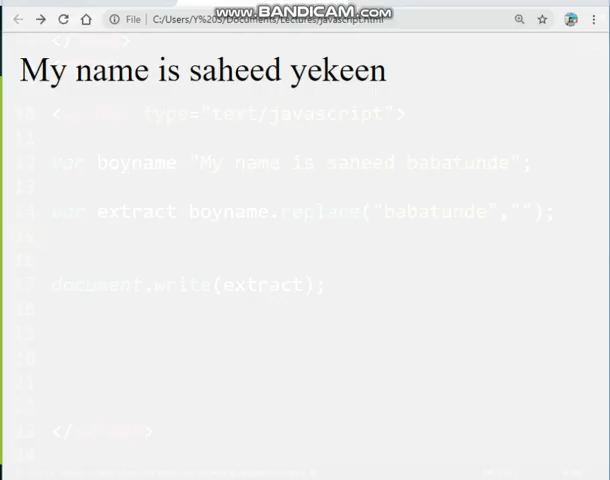 www.BANDICAM.com
File | C:/Users/Y%20S/Documents/Lectures/javascript.html
My name is saheed yekeen
type="text/javascript">
var boyname "My name is saheed babatunde";
var extract boyname.replace("babatunde","");
document.write(extract);
</